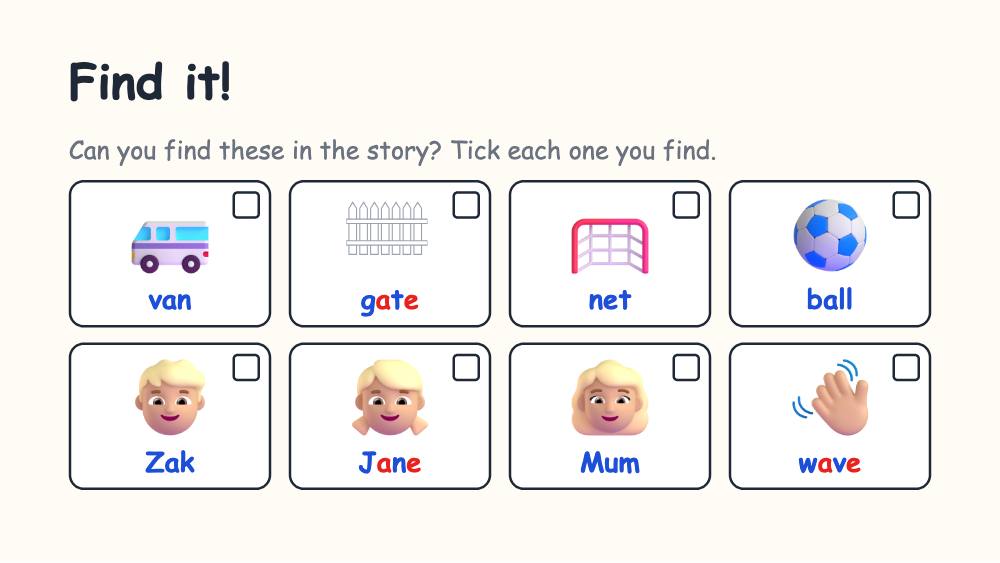 Find it!
Can you find these in the story? Tick each one you find.
van
gate
net
ball
Zak
Jane
Mum
wave